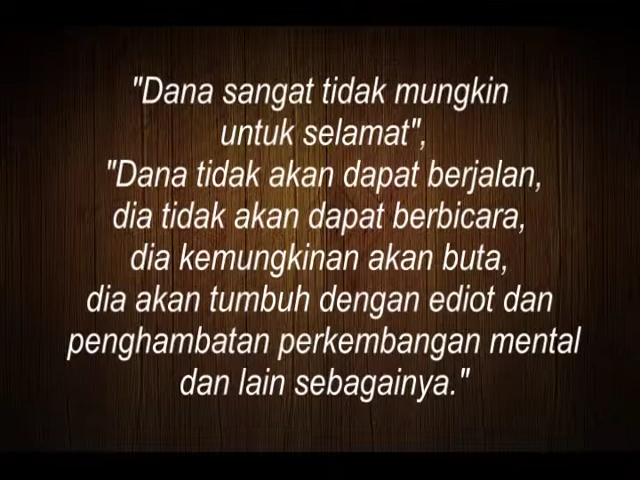 "Dana sangat tidak mungkin
untuk selamat",
"Dana tidak akan dapat berjalan,
dia tidak akan dapat berbicara,
dia kemungkinan akan buta,
dia akan tumbuh dengan ediot dan
penghambatan perkembangan mental
dan lain sebagainya."